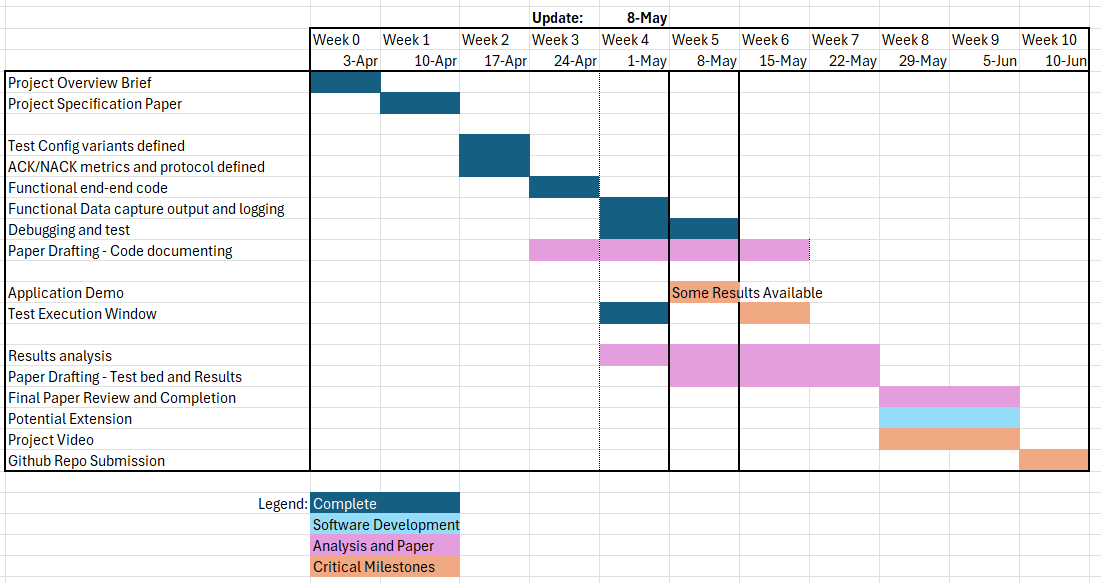 Update: 8-May
Week 0 Week 1 Week 2 Week 3 Week 4 Week 5 Week 6 Week 7 Week 8 Week 9 Week 10
3-Apr 10-Apr 17-Apr 24-Apr 1-May 8-May 15-May 22-May 29-May 5-Jun 10-Jun
Project Overview Brief
Project Specification Paper
Test Config variants defined
ACK/NACK metrics and protocol defined
Functional end-end code
Functional Data capture output and logging
Debugging and test
Paper Drafting - Code documenting
Application Demo Some Results Available
Test Execution Window
Results analysis
Paper Drafting - Test bed and Results
Final Paper Review and Completion
Potential Extension
Project Video
Github Repo Submission
Legend: Complete
Software Development
Analysis and Paper
Critical Milestones